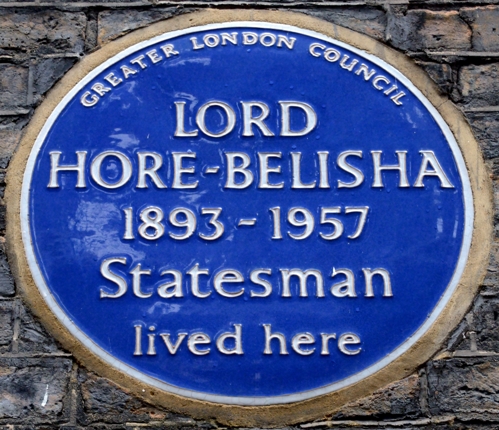 GREATER LONDON COUNCIL
LORD
HORE-BELISHA
1893 - 1957
Statesman
lived here